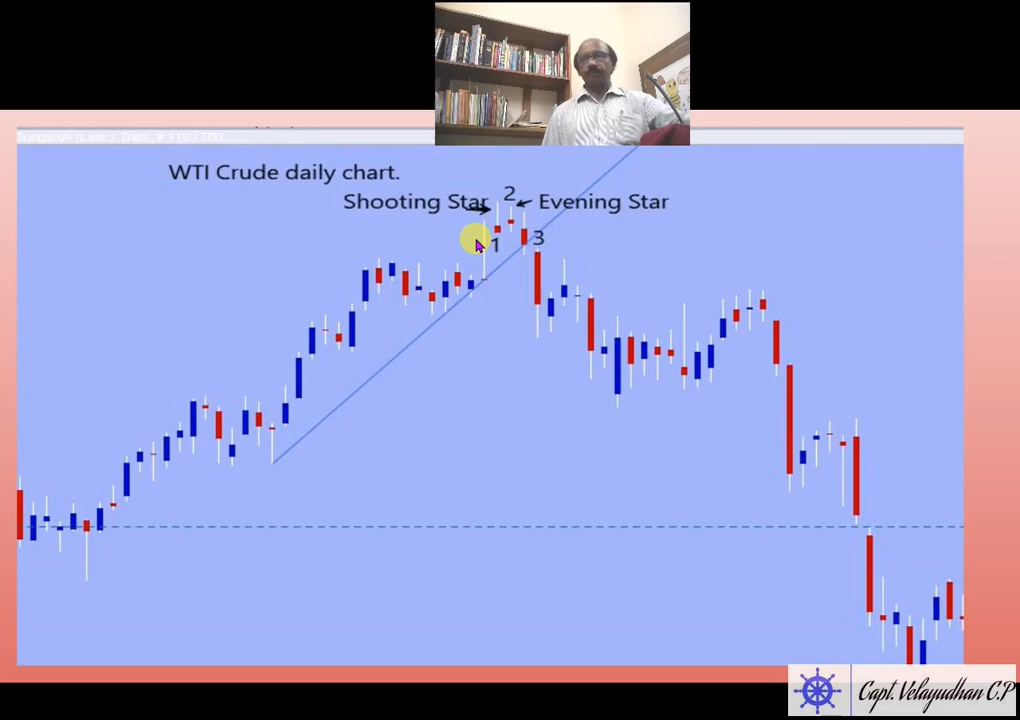 WTI Crude daily chart.
2
Shooting Star
Evening Star
1
3
Capt. Velayudhan C.P